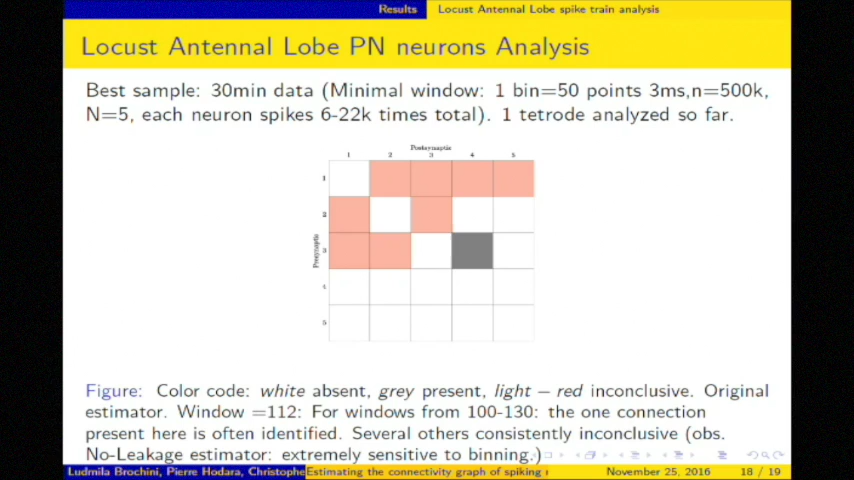 Results
Locust Antennal Lobe spike train analysis
Locust Antennal Lobe PN neurons Analysis
Best sample: 30min data (Minimal window: 1 bin=50 points 3ms,n=500k,
N=5, each neuron spikes 6-22k times total). 1 tetrode analyzed so far.
Postsynaptic
1 2 3 4 5
Presynaptic
1
2
3
4
5
Figure: Color code: white absent, grey present, light − red inconclusive. Original
estimator. Window =112: For windows from 100-130: the one connection
present here is often identified. Several others consistently inconclusive (obs.
No-Leakage estimator: extremely sensitive to binning.)
Ludmila Brochini, Pierre Hodara, Christophe
Estimating the connectivity graph of spiking
November 25, 2016
18 / 19